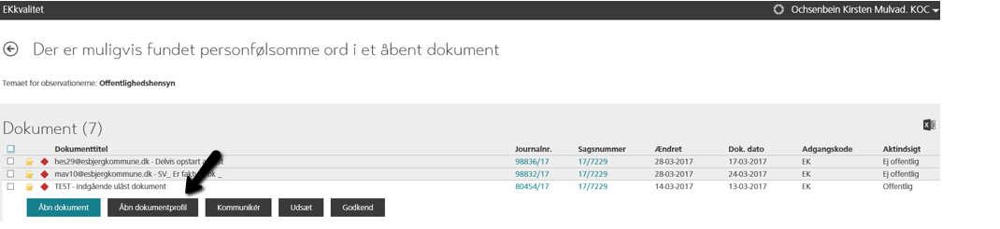 EKkvalitet Ochsenbein Kirsten Mulvad. KOC
Der er muligvis fundet personfølsomme ord i et åbent dokument
Temaet for observationerne: Offentlighedshensyn
Dokument (7)
Dokumenttitel Journalnr. Sagsnummer Ændret Dok. dato Adgangskode Aktindsigt
hes29@esbjergkommune.dk - Delvis opstart 98836/17 17/7229 28-03-2017 17-03-2017 EK Ej offentlig
mav10@esbjergkommune.dk - SV_ Er 98832/17 17/7229 28-03-2017 24-03-2017 EK Ej offentlig
TEST - indgående ulåst dokument 80454/17 17/7229 14-03-2017 13-03-2017 EK Offentlig
Åbn dokument Åbn dokumentprofil Kommunikér Udsæt Godkend